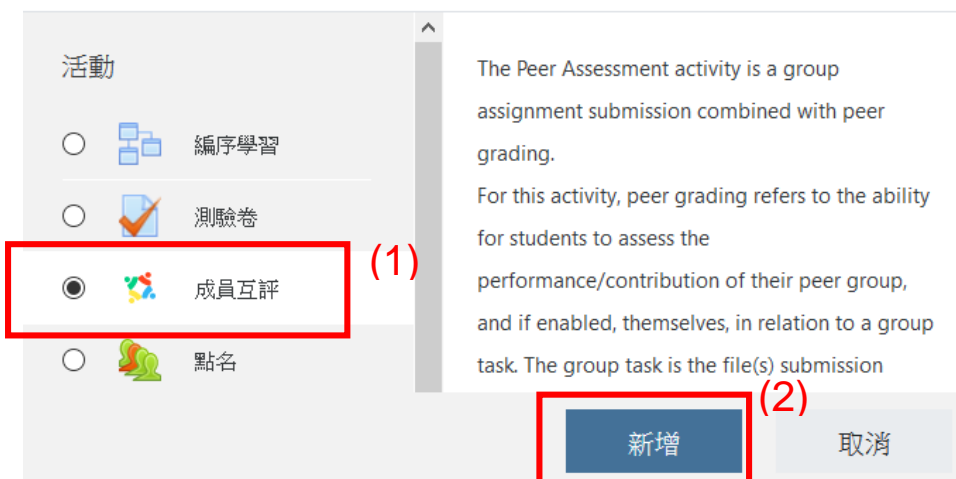 活動
編序學習
測驗卷
成員互評
(1)
點名
The Peer Assessment activity is a group
assignment submission combined with peer
grading.
For this activity, peer grading refers to the ability
for students to assess the
performance/contribution of their peer group,
and if enabled, themselves, in relation to a group
task. The group task is the file(s) submission
(2)
新增
取消